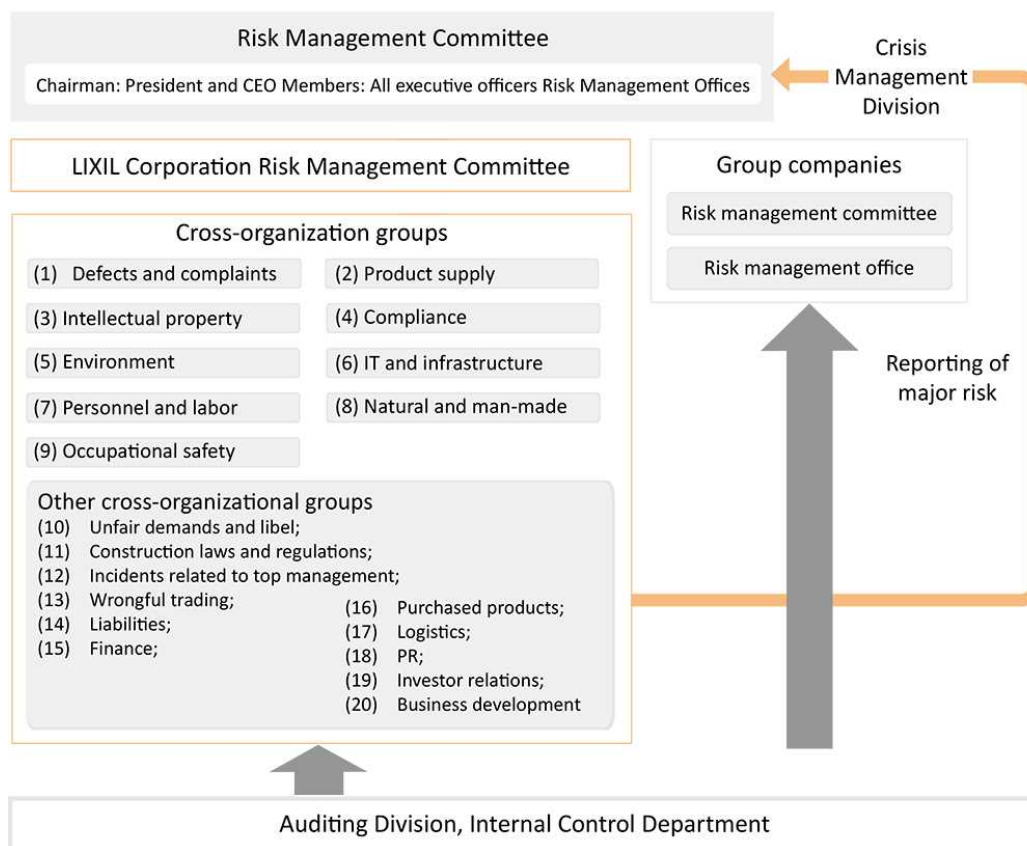 Risk Management Committee
Chairman: President and CEO Members: All executive officers Risk Management Offices
Crisis
Management
Division
LIXIL Corporation Risk Management Committee
Group companies
Risk management committee
Risk management office
Reporting of
major risk
Cross-organization groups
(1) Defects and complaints
(2) Product supply
(3) Intellectual property
(4) Compliance
(5) Environment
(6) IT and infrastructure
(7) Personnel and labor
(8) Natural and man-made
(9) Occupational safety
Other cross-organizational groups
(10) Unfair demands and libel;
(11) Construction laws and regulations;
(12) Incidents related to top management;
(13) Wrongful trading;
(14) Liabilities;
(15) Finance;
(16) Purchased products;
(17) Logistics;
(18) PR;
(19) Investor relations;
(20) Business development
Auditing Division, Internal Control Department